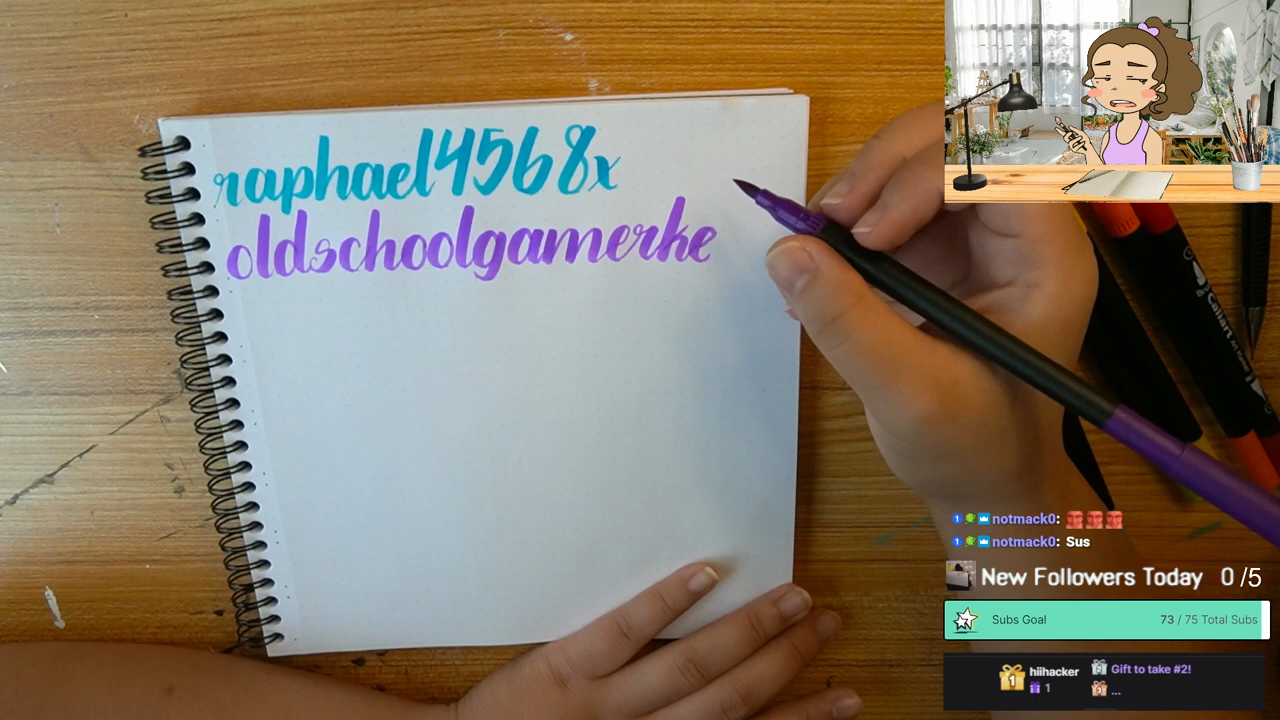 raphael4568x
oldschoolgamerke
notmack0:
notmack0: Sus
New Followers Today 0 /5
Subs Goal 73 / 75 Total Subs
1 hiihacker
1
Gift to take #2!
...